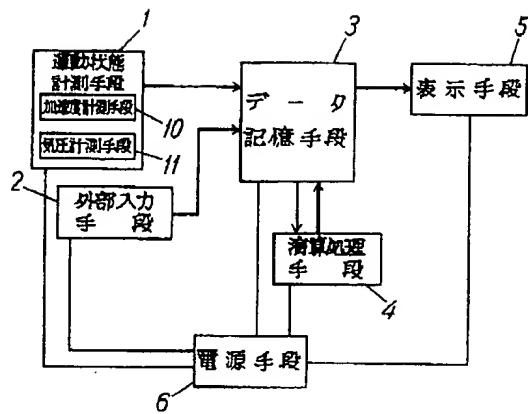 1
運動状態
計測手段
加速度計測手段
10
気圧計測手段
11
2
外部入力
手段
3
データ
記憶手段
演算処理
手段
4
5
表示手段
電源手段
6